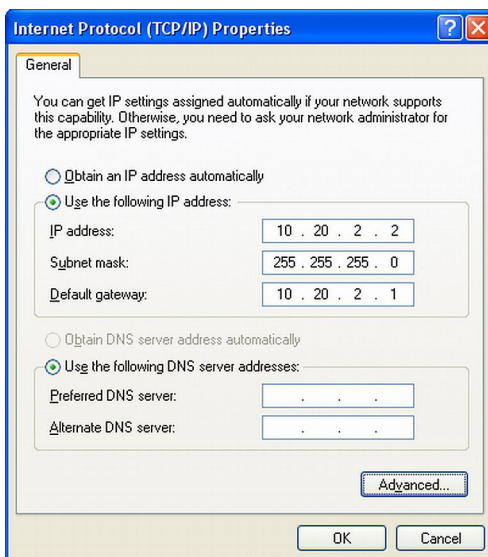 Internet Protocol (TCP/IP) Properties
General
You can get IP settings assigned automatically if your network supports
this capability. Otherwise, you need to ask your network administrator for
the appropriate IP settings.
Obtain an IP address automatically
Use the following IP address:
IP address: 10 . 20 . 2 . 2
Subnet mask: 255 . 255 . 255 . 0
Default gateway: 10 . 20 . 2 . 1
Obtain DNS server address automatically
Use the following DNS server addresses:
Preferred DNS server: . . .
Alternate DNS server: . . .
Advanced...
OK Cancel